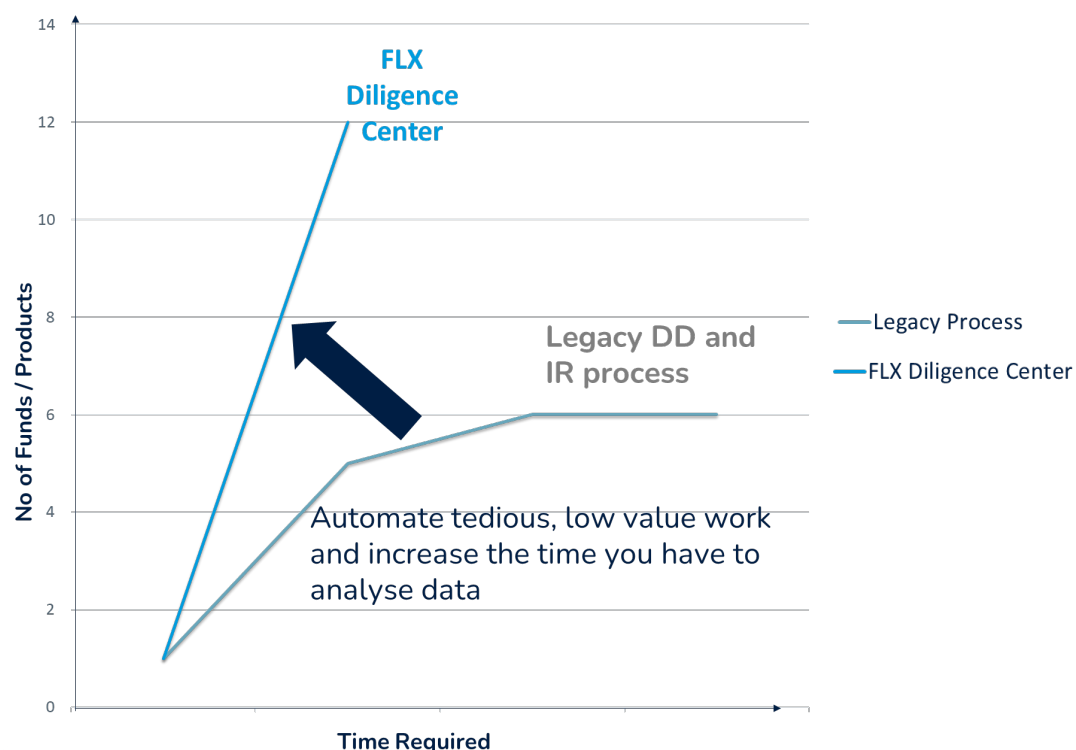 14
FLX
Diligence
Center
12
10
No of Funds / Products
8
Legacy DD and
IR process
Legacy Process
FLX Diligence Center
6
4
Automate tedious, low value work
and increase the time you have to
analyse data
2
0
Time Required